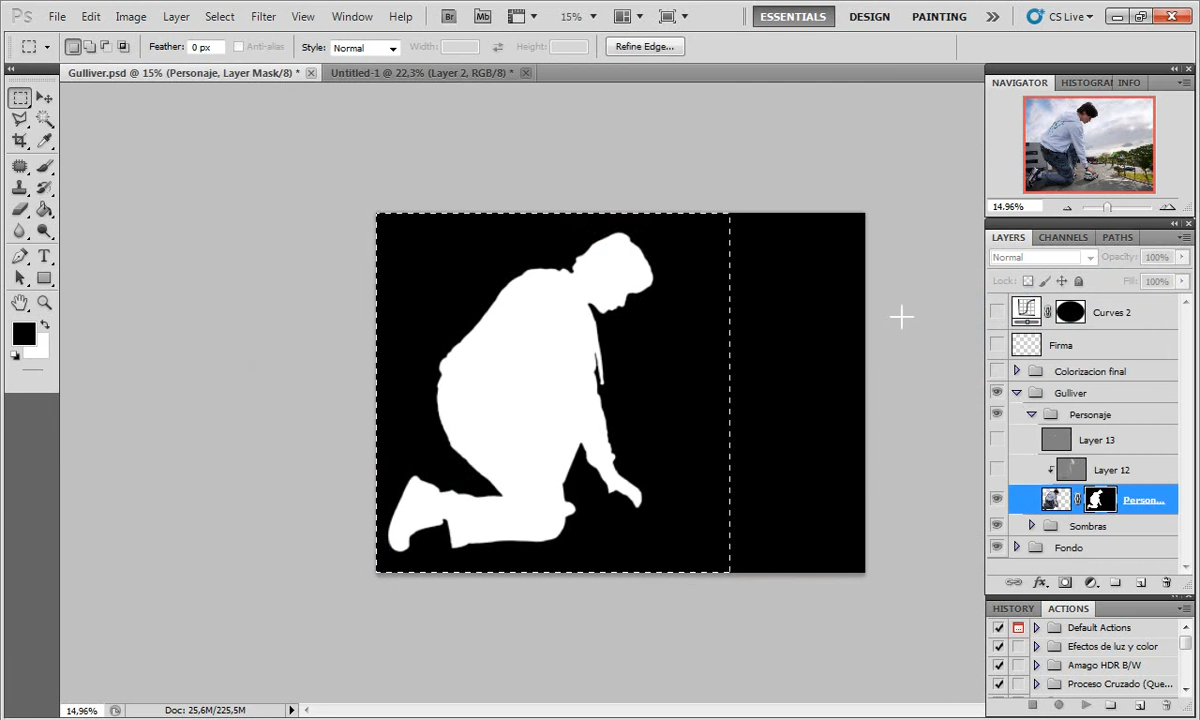 Ps File Edit Image Layer Select Filter View Window Help Br Mb 15% ESSENTIALS DESIGN PAINTING CS Live
Feather: 0 px Anti-alias Style: Normal Width: Height: Refine Edge...
Gulliver.psd @ 15% (Personaje, Layer Mask/8) * Untitled-1 @ 22,3% (Layer 2, RGB/8) *
NAVIGATOR HISTOGRAM INFO
14.96%
LAYERS CHANNELS PATHS
Normal Opacity: 100%
Lock: Fill: 100%
Curves 2
Firma
Colorizacion final
Gulliver
Personaje
Layer 13
Layer 12
Person...
Sombras
Fondo
fx
HISTORY ACTIONS
Default Actions
Efectos de luz y color
Amago HDR B/W
Proceso Cruzado (Que...
14,96% Doc: 25,6M/225,5M